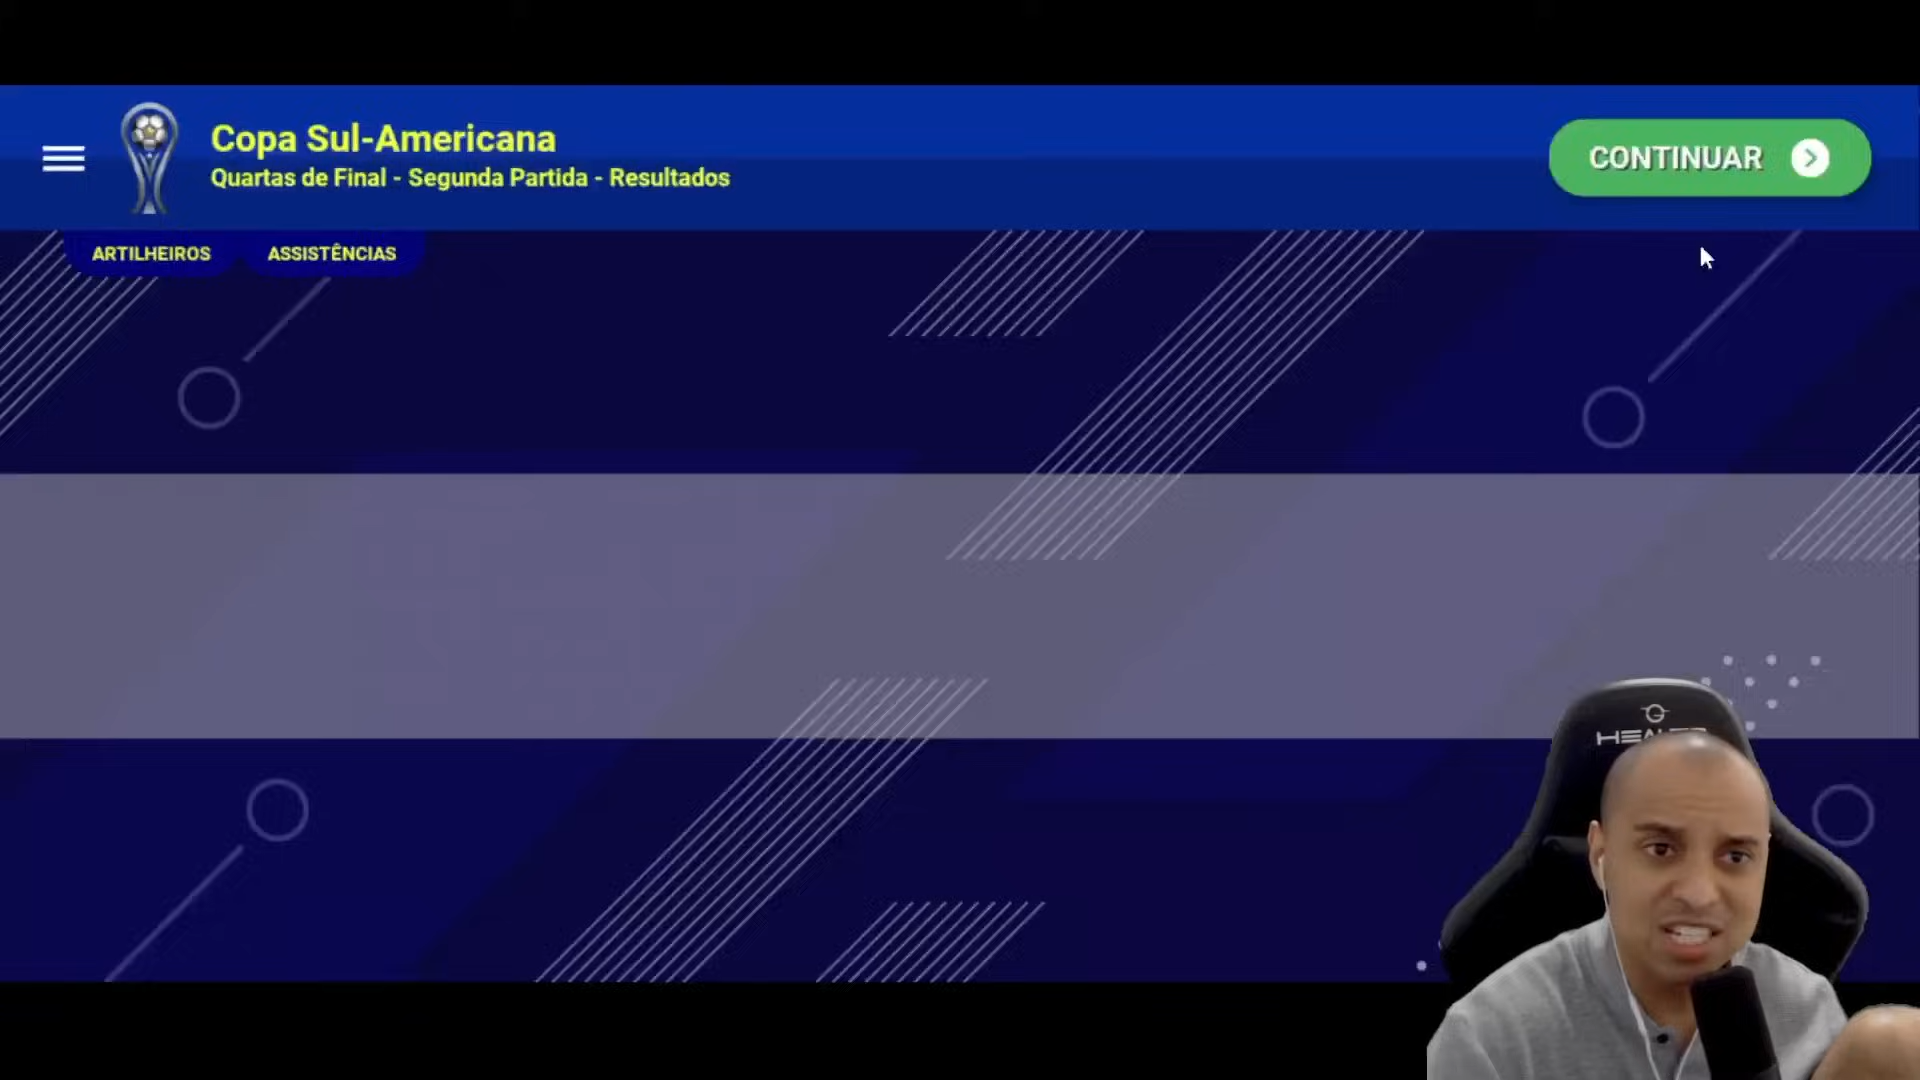 Copa Sul-Americana
Quartas de Final - Segunda Partida - Resultados
CONTINUAR
ARTILHEIROS
ASSISTÊNCIAS